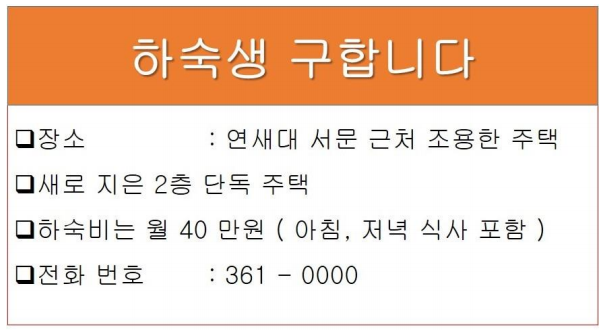 하숙생 구합니다
❑장소 : 연새대 서문 근처 조용한 주택
❑새로 지은 2층 단독 주택
❑하숙비는 월 40 만원 ( 아침, 저녁 식사 포함 )
❑전화 번호 : 361 - 0000